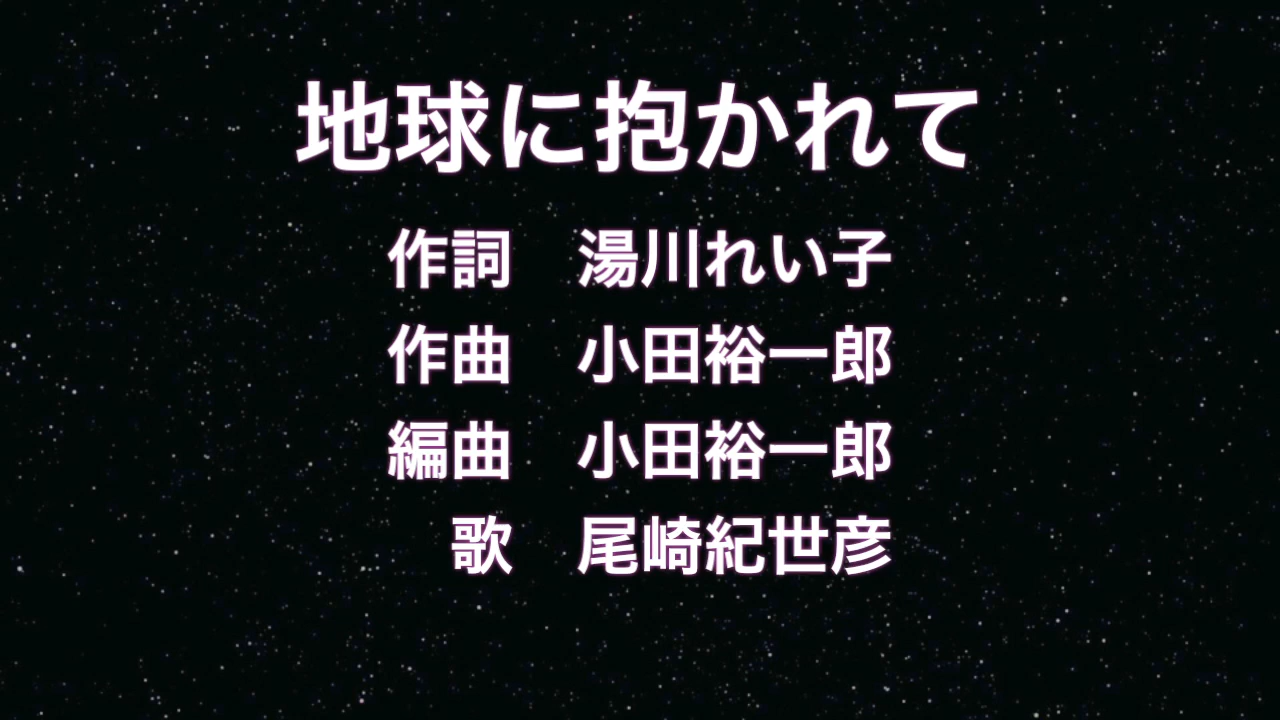 地球に抱かれて
作詞　湯川れい子
作曲　小田裕一郎
編曲　小田裕一郎
歌　尾崎紀世彦